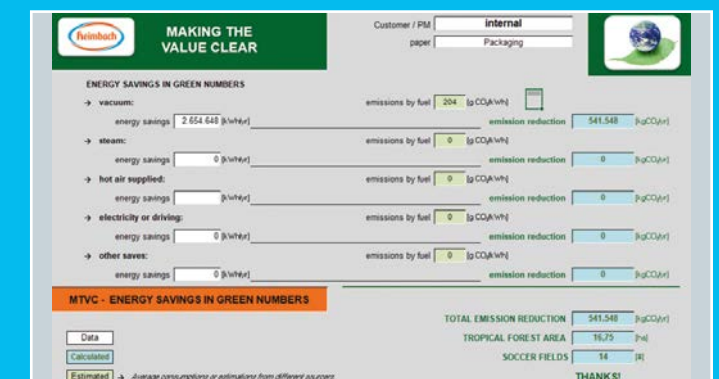 Heimbach
MAKING THE
VALUE CLEAR
Customer / PM internal
paper Packaging
ENERGY SAVINGS IN GREEN NUMBERS
→ vacuum: emissions by fuel 204 [g CO₂/kWh]
energy savings 2 654.648 [kWh/yr] emission reduction 541.548 [kgCO₂/yr]
→ steam: emissions by fuel 0 [g CO₂/kWh]
energy savings 0 [kWh/yr] emission reduction 0 [kgCO₂/yr]
→ hot air supplied: emissions by fuel 0 [g CO₂/kWh]
energy savings [kWh/yr] emission reduction 0 [kgCO₂/yr]
→ electricity or driving: emissions by fuel 0 [g CO₂/kWh]
energy savings 0 [kWh/yr] emission reduction 0 [kgCO₂/yr]
→ other saves: emissions by fuel 0 [g CO₂/kWh]
energy savings 0 [kWh/yr] emission reduction 0 [kgCO₂/yr]
MTVC - ENERGY SAVINGS IN GREEN NUMBERS
TOTAL EMISSION REDUCTION 541.548 [kgCO₂/yr]
Data TROPICAL FOREST AREA 16,75 [ha]
Calculated SOCCER FIELDS 14 [#]
Estimated → Average consumptions or estimations from different sources THANKS!